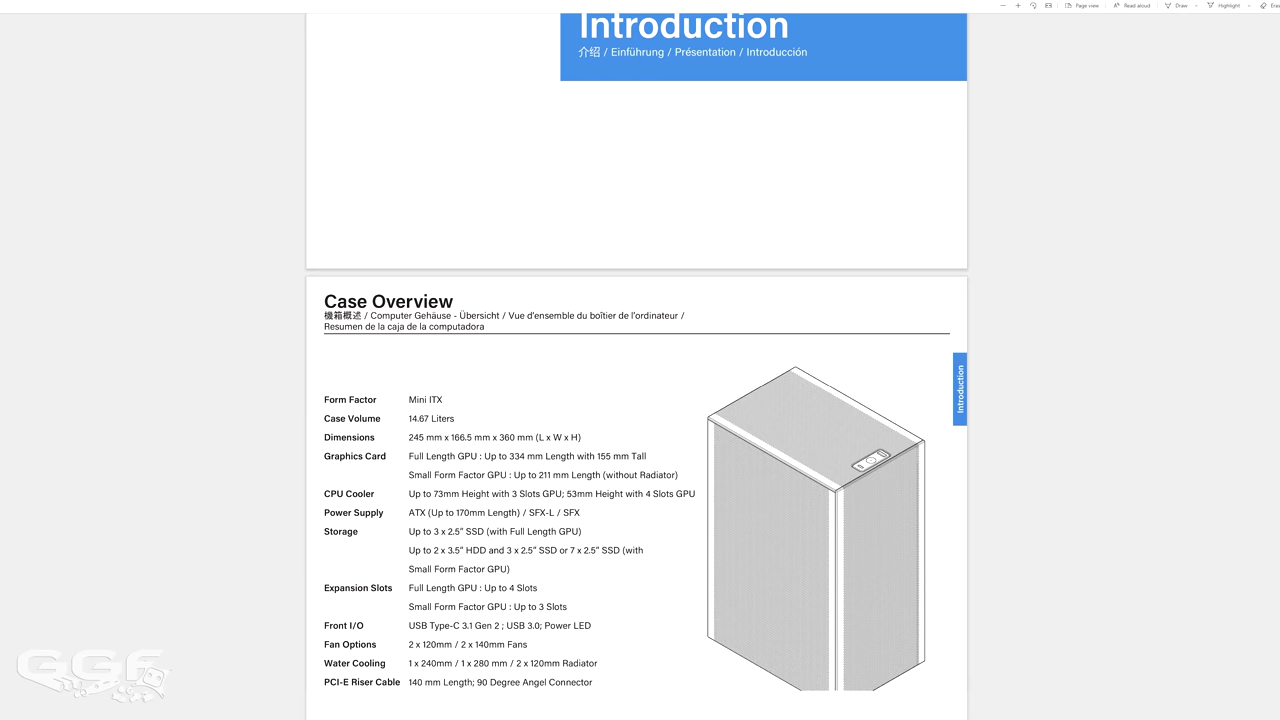 Page view
Read aloud
Draw
Highlight
Introduction
介绍 / Einführung / Présentation / Introducción
Case Overview
機箱概述 / Computer Gehäuse - Übersicht / Vue d'ensemble du boîtier de l'ordinateur /
Resumen de la caja de la computadora
Introduction
Form Factor Mini ITX
Case Volume 14.67 Liters
Dimensions 245 mm x 166.5 mm x 360 mm (L x W x H)
Graphics Card Full Length GPU : Up to 334 mm Length with 155 mm Tall
Small Form Factor GPU : Up to 211 mm Length (without Radiator)
CPU Cooler Up to 73mm Height with 3 Slots GPU; 53mm Height with 4 Slots GPU
Power Supply ATX (Up to 170mm Length) / SFX-L / SFX
Storage Up to 3 x 2.5" SSD (with Full Length GPU)
Up to 2 x 3.5" HDD and 3 x 2.5" SSD or 7 x 2.5" SSD (with
Small Form Factor GPU)
Expansion Slots Full Length GPU : Up to 4 Slots
Small Form Factor GPU : Up to 3 Slots
Front I/O USB Type-C 3.1 Gen 2 ; USB 3.0; Power LED
Fan Options 2 x 120mm / 2 x 140mm Fans
Water Cooling 1 x 240mm / 1 x 280 mm / 2 x 120mm Radiator
PCI-E Riser Cable 140 mm Length; 90 Degree Angel Connector
GGF